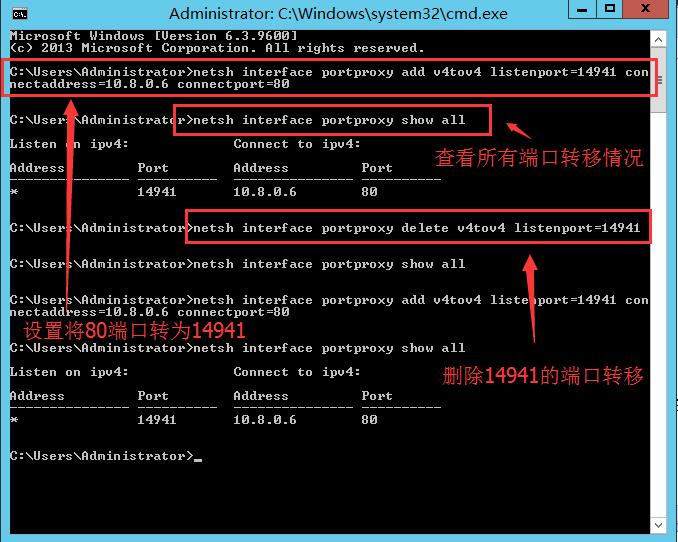 Administrator: C:\Windows\system32\cmd.exe
Microsoft Windows [Version 6.3.9600]
(c) 2013 Microsoft Corporation. All rights reserved.
C:\Users\Administrator>netsh interface portproxy add v4tov4 listenport=14941 con
nectaddress=10.8.0.6 connectport=80
C:\Users\Administrator>netsh interface portproxy show all
查看所有端口转移情况
Listen on ipv4: Connect to ipv4:
Address Port Address Port
--------------- ---------- --------------- ----------
* 14941 10.8.0.6 80
C:\Users\Administrator>netsh interface portproxy delete v4tov4 listenport=14941
C:\Users\Administrator>netsh interface portproxy show all
C:\Users\Administrator>netsh interface portproxy add v4tov4 listenport=14941 con
nectaddress=10.8.0.6 connectport=80
设置将80端口转为14941
C:\Users\Administrator>netsh interface portproxy show all
删除14941的端口转移
Listen on ipv4: Connect to ipv4:
Address Port Address Port
--------------- ---------- --------------- ----------
* 14941 10.8.0.6 80
C:\Users\Administrator>_